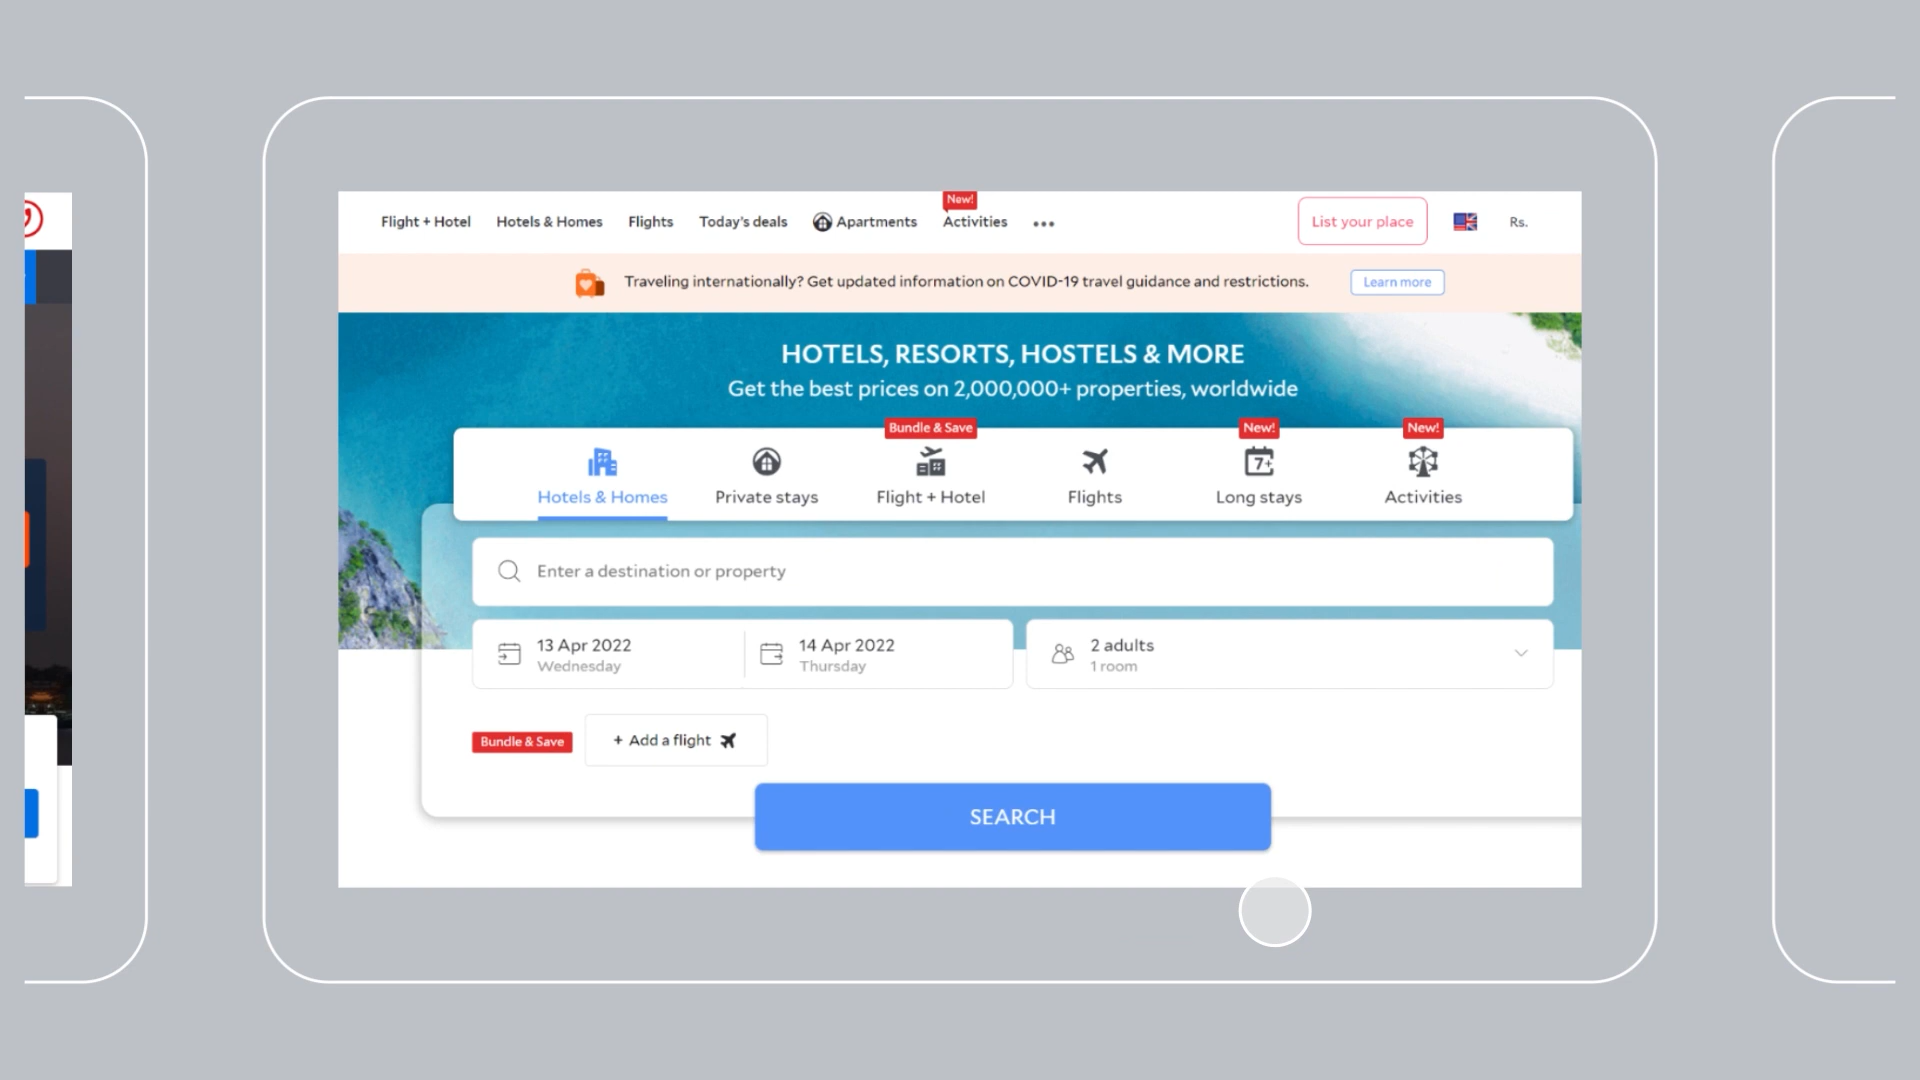 New!
Flight + Hotel Hotels & Homes Flights Today's deals Apartments Activities ••• List your place Rs.
Traveling internationally? Get updated information on COVID-19 travel guidance and restrictions. Learn more
HOTELS, RESORTS, HOSTELS & MORE
Get the best prices on 2,000,000+ properties, worldwide
Bundle & Save New! New!
7+
Hotels & Homes Private stays Flight + Hotel Flights Long stays Activities
Enter a destination or property
13 Apr 2022 14 Apr 2022 2 adults
Wednesday Thursday 1 room
Bundle & Save + Add a flight
SEARCH